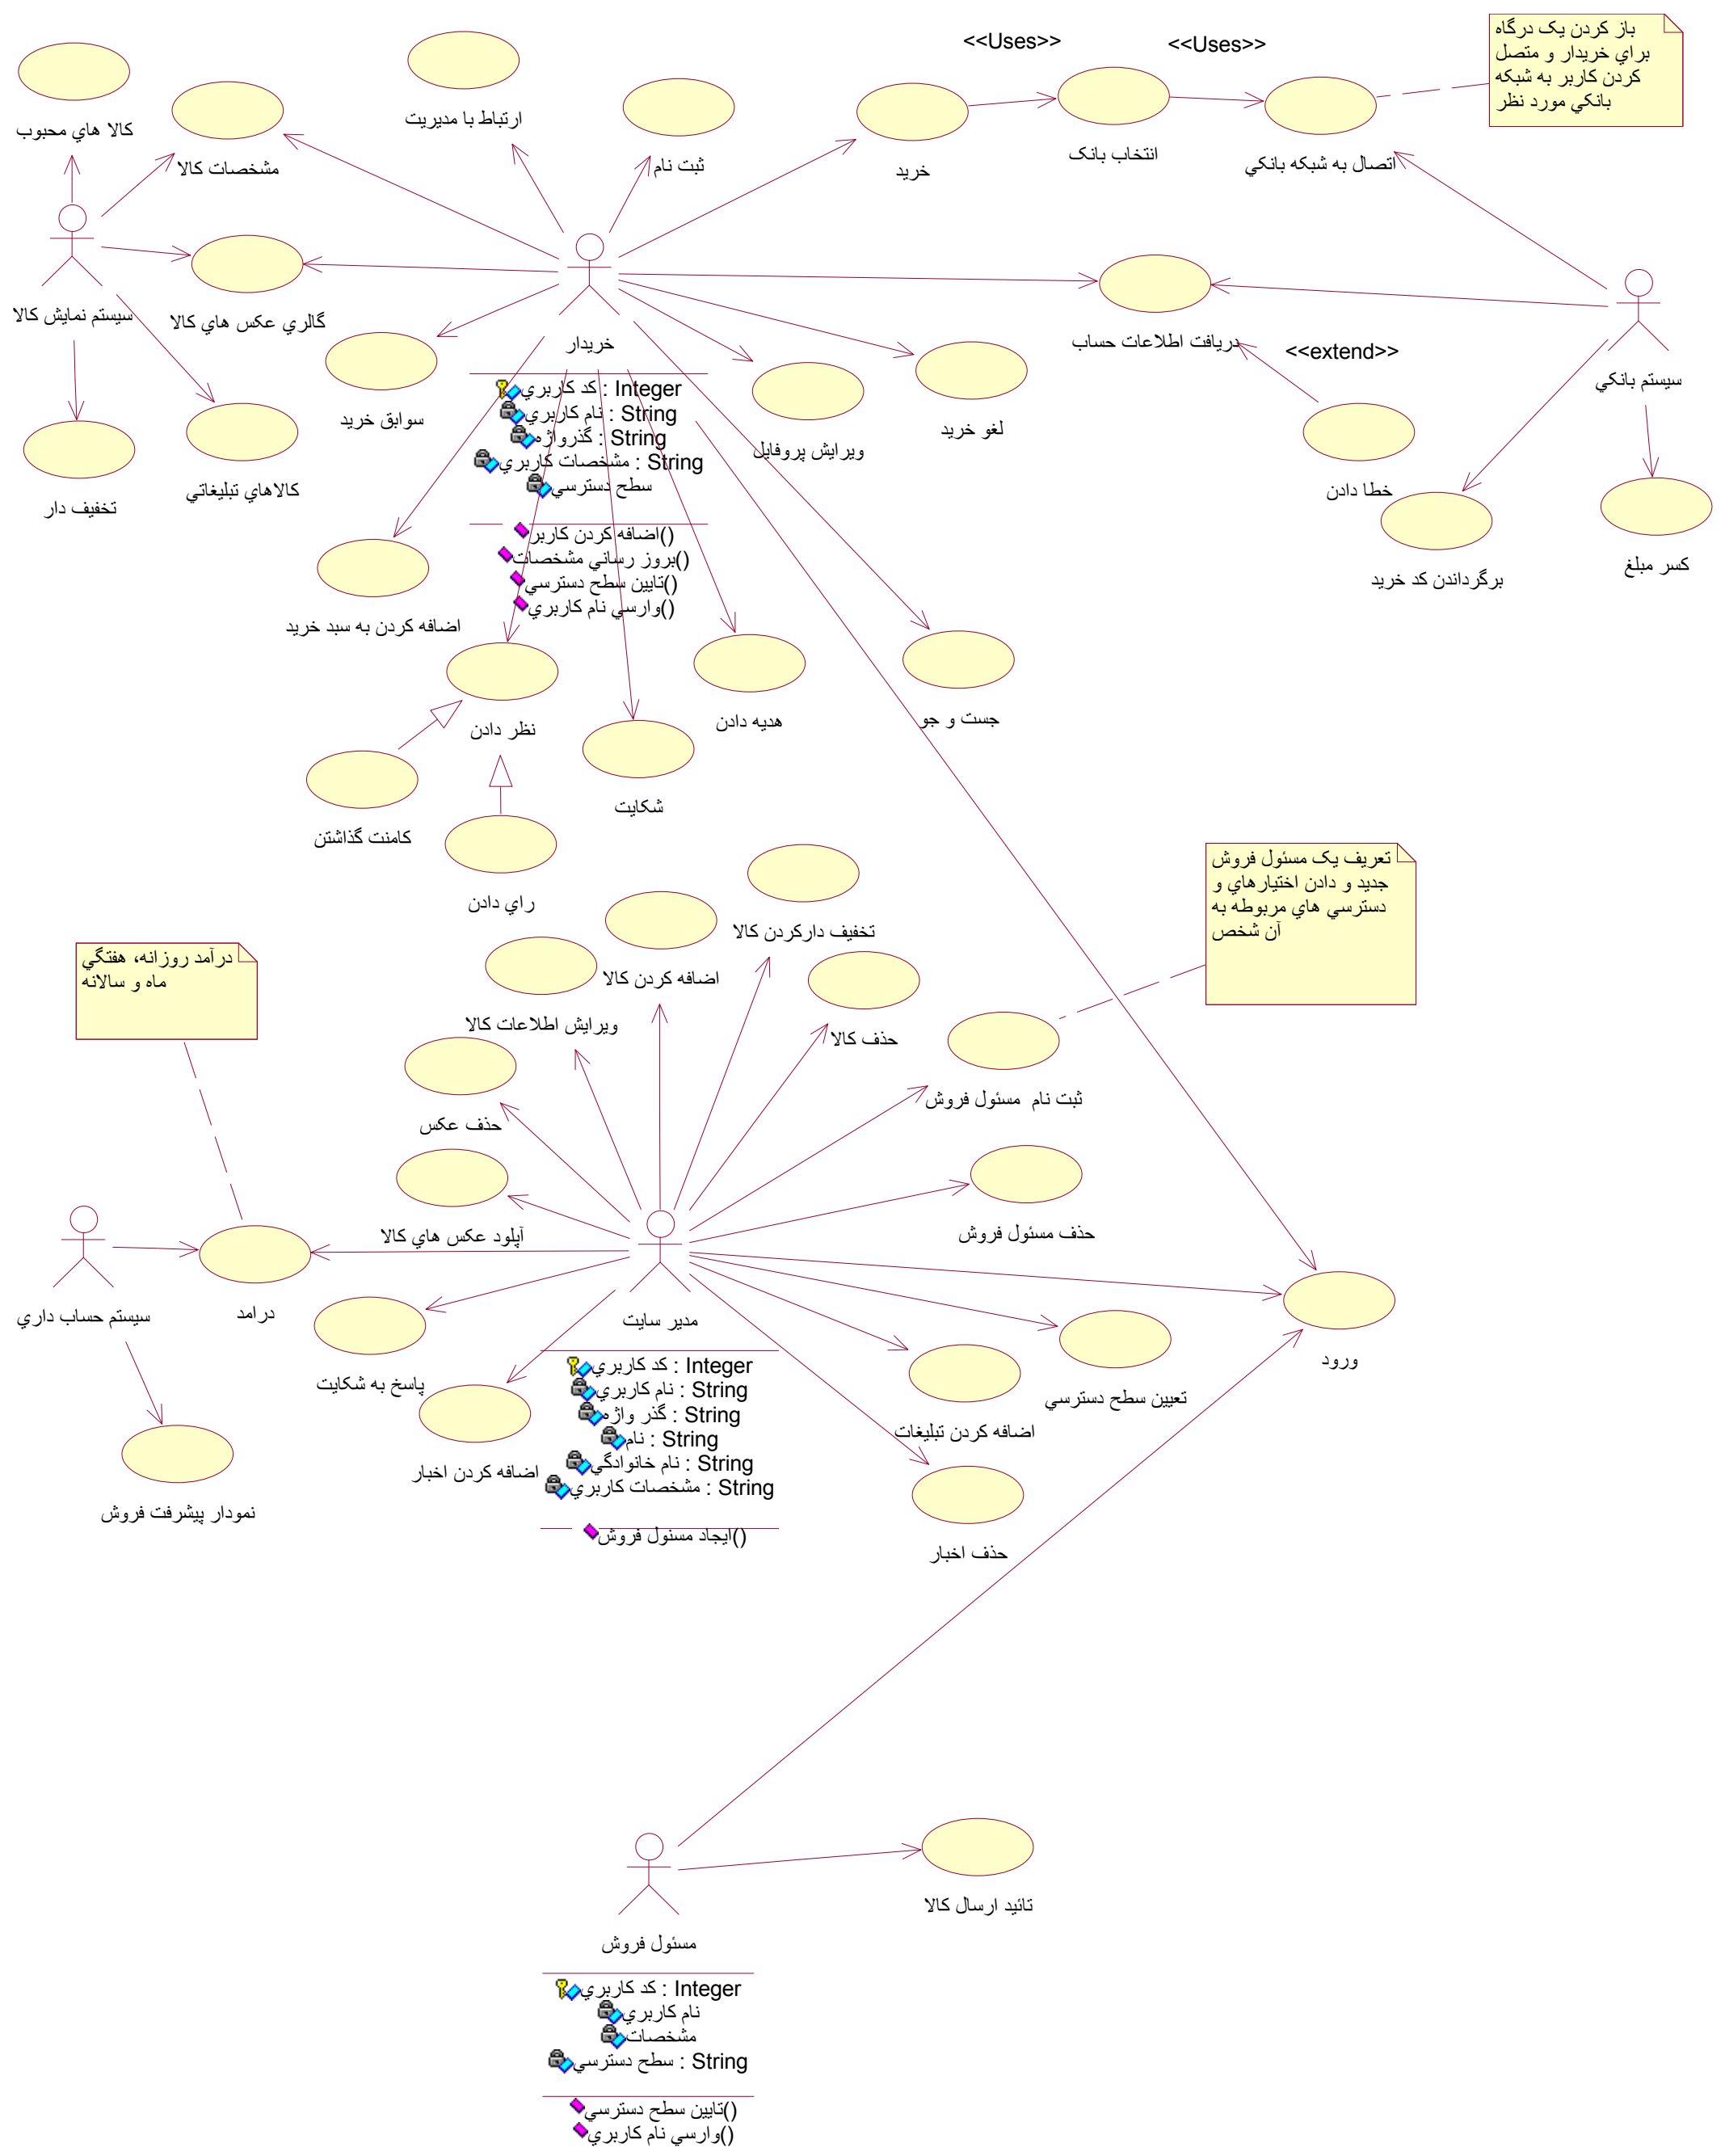 <<Uses>>
<<Uses>>
باز کردن يک درگاه
براي خريدار و متصل
کردن کاربر به شبکه
بانکي مورد نظر
کالا هاي محبوب
مشخصات کالا
ارتباط با مديريت
ثبت نام
خريد
انتخاب بانک
اتصال به شبکه بانکي
سيستم نمايش کالا
گالري عکس هاي کالا
خريدار
دريافت اطلاعات حساب
<<extend>>
سيستم بانکي
کد کاربري : Integer
نام کاربري : String
گذرواژه : String
مشخصات کاربري : String
سطح دسترسي
اضافه کردن کاربر()
بروز رساني مشخصات()
تايين سطح دسترسي()
وارسي نام کاربري()
سوابق خريد
ويرايش پروفايل
لغو خريد
تخفيف دار
کالاهاي تبليغاتي
خطا دادن
برگرداندن کد خريد
کسر مبلغ
اضافه کردن به سبد خريد
نظر دادن
هديه دادن
جست و جو
شکايت
کامنت گذاشتن
راي دادن
تعريف يک مسئول فروش
جديد و دادن اختيارهاي و
دسترسي هاي مربوطه به
آن شخص
درآمد روزانه، هفتگي
ماه و سالانه
تخفيف دارکردن کالا
اضافه کردن کالا
ويرايش اطلاعات کالا
حذف کالا
حذف عکس
ثبت نام مسئول فروش
آپلود عکس هاي کالا
حذف مسئول فروش
سيستم حساب داري
درامد
مدير سايت
ورود
پاسخ به شکايت
تعيين سطح دسترسي
اضافه کردن تبليغات
اضافه کردن اخبار
کد کاربري : Integer
نام کاربري : String
گذر واژه : String
نام : String
نام خانوادگي : String
مشخصات کاربري : String
ايجاد مسئول فروش()
نمودار پيشرفت فروش
حذف اخبار
تائيد ارسال کالا
مسئول فروش
کد کاربري : Integer
نام کاربري
مشخصات
سطح دسترسي : String
تايين سطح دسترسي()
وارسي نام کاربري()